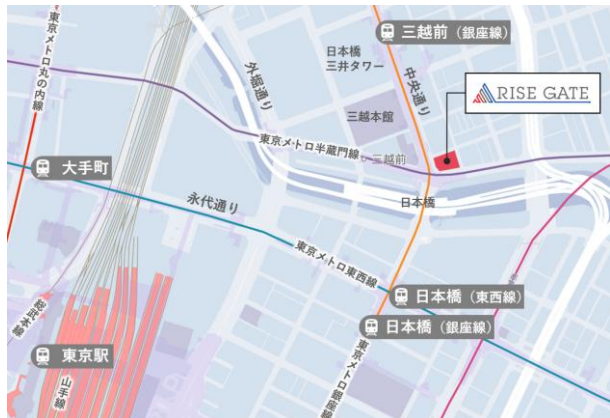 東京メトロ丸の内線
三越前（銀座線）
日本橋
三井タワー
外堀通り
中央通り
RISE GATE
三越本館
東京メトロ半蔵門線
三越前
大手町
永代通り
日本橋
東京メトロ東西線
日本橋（東西線）
総武本線
日本橋（銀座線）
東京駅
山手線
東京メトロ銀座線